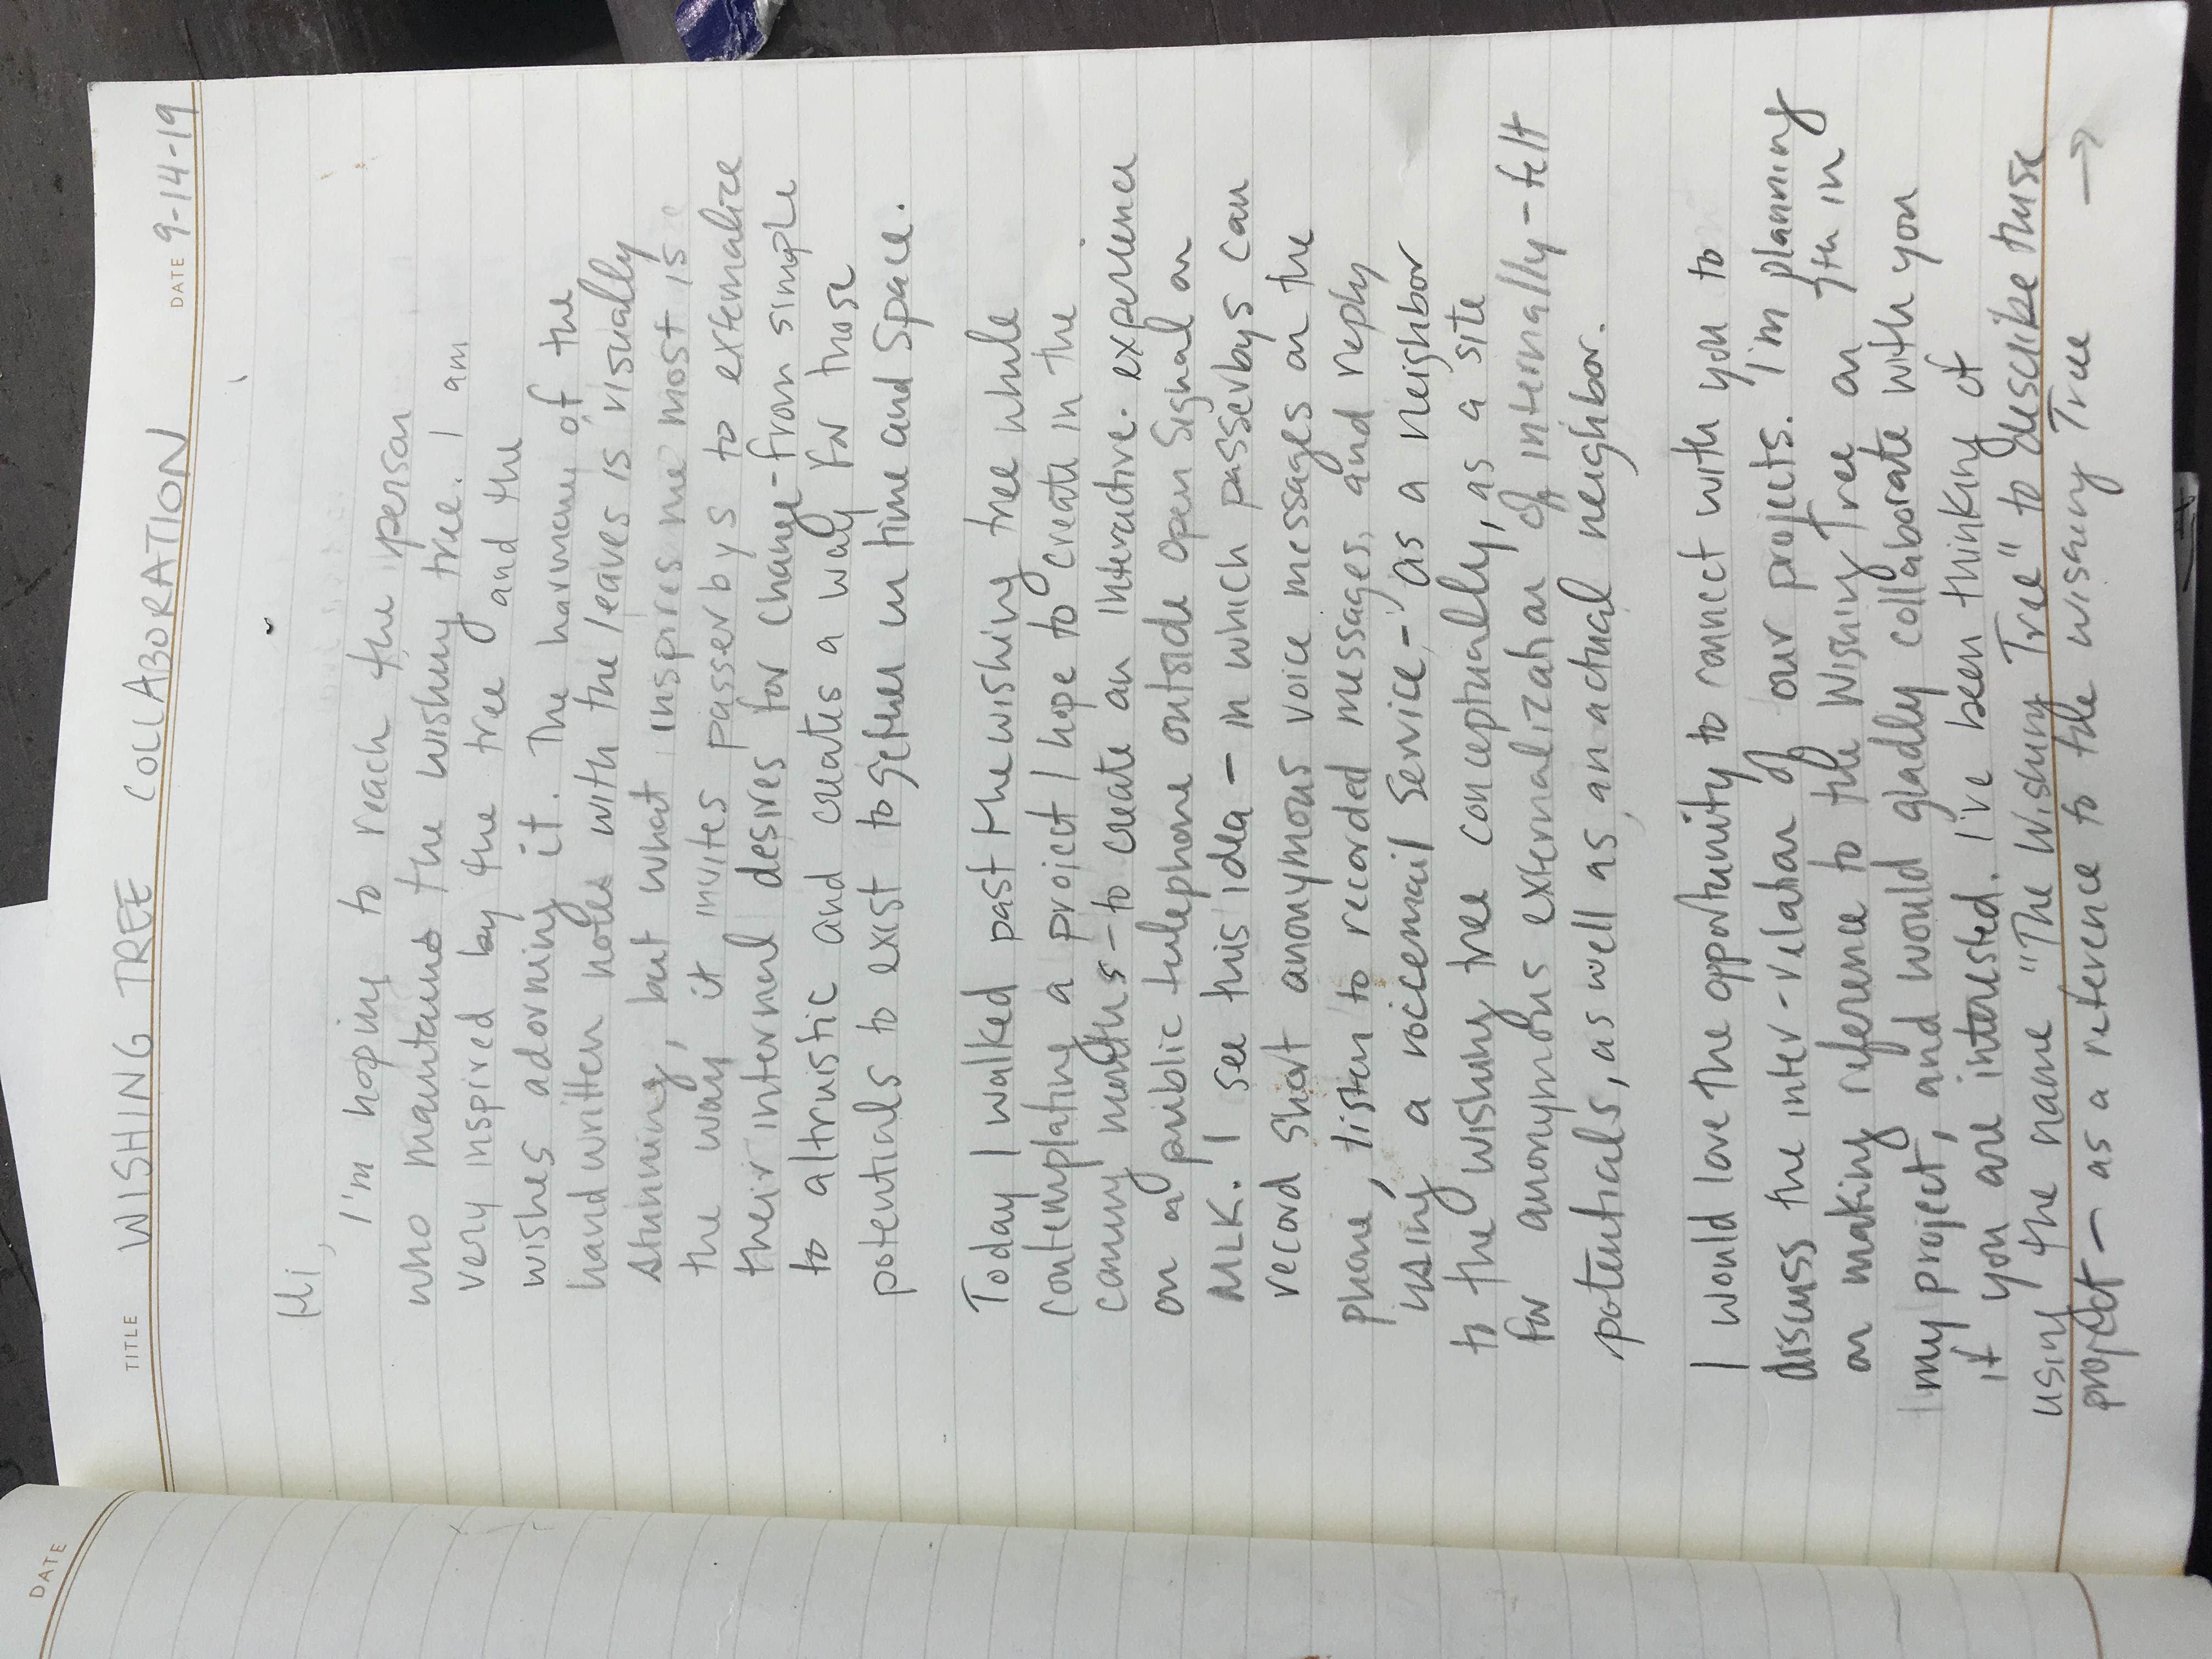 DATE
TITLE WISHING TREE COLLABORATION DATE 9-14-19
Hi,
I'm hoping to reach the person
who maintains the wishing tree. I am
very inspired by the tree and the
wishes adorning it. The harmony of the
handwritten notes with the leaves is visually
stunning, but what inspires me most is
the way it invites passerbys to externalize
their internal desires for change - from simple
to altruistic and creates a way for those
potentials to exist together in time and space.
Today I walked past the wishing tree while
contemplating a project I hope to create in the
coming months - to create an interactive experience
on a public telephone outside Open Signal on
MLK. I see this idea - in which passerbys can
record short anonymous voice messages on the
phone, listen to recorded messages, and reply
using a voicemail service - as a neighbor
to the wishing tree conceptually, as a site
for anonymous externalization of internally-felt
potentials, as well as an actual neighbor.
I would love the opportunity to connect with you to
discuss the inter-relation of our projects. I'm planning
on making reference to the Wishing Tree on 7th in
my project, and would gladly collaborate with you
if you are interested. I've been thinking of
using the name "The Wishing Tree" to describe
project - as a reference to the Wishing Tree →